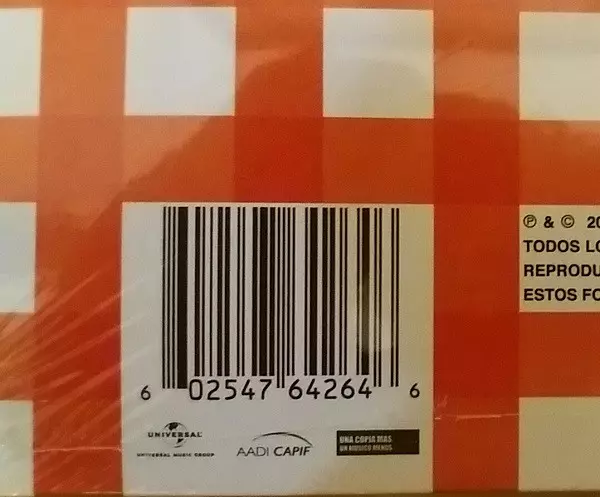 ℗ & © 20
TODOS LO
REPRODU
ESTOS FO
6 02547 64264 6
UNIVERSAL
UNIVERSAL MUSIC GROUP
AADI CAPIF
UNA COPIA MAS
UN MUSICO MENOS